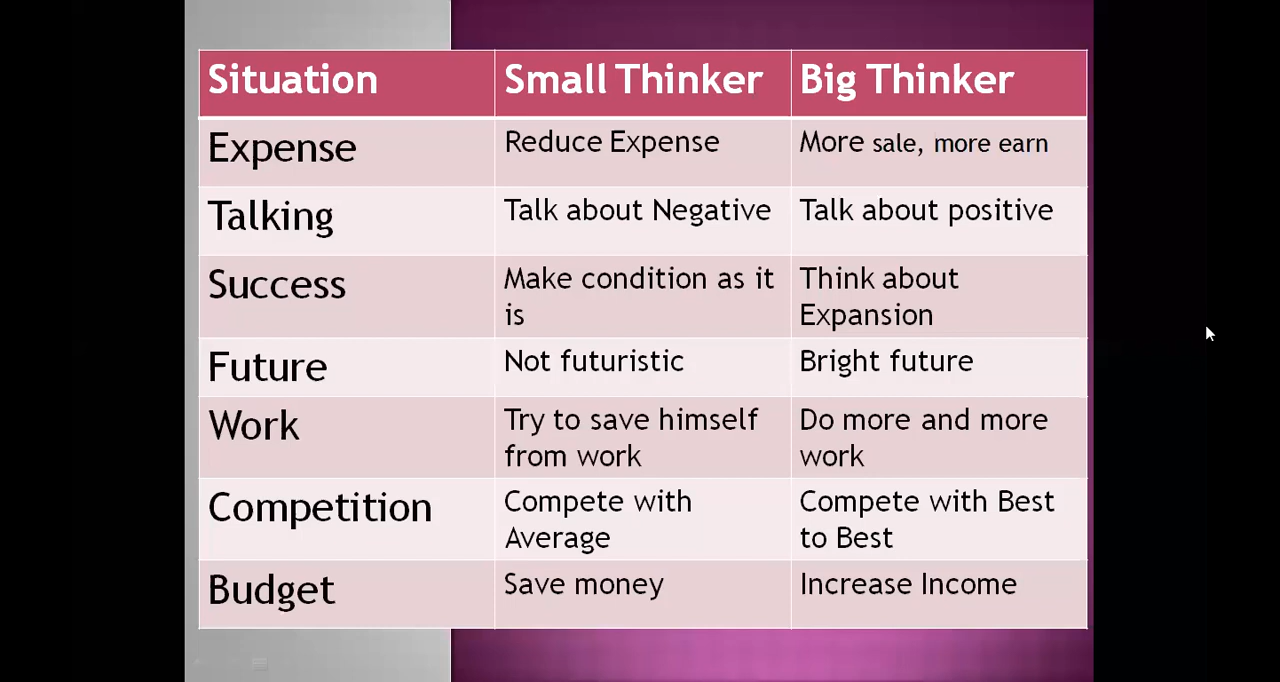 Situation Small Thinker Big Thinker
Expense Reduce Expense More sale, more earn
Talking Talk about Negative Talk about positive
Success Make condition as it Think about
is Expansion
Future Not futuristic Bright future
Work Try to save himself Do more and more
from work work
Competition Compete with Compete with Best
Average to Best
Budget Save money Increase Income